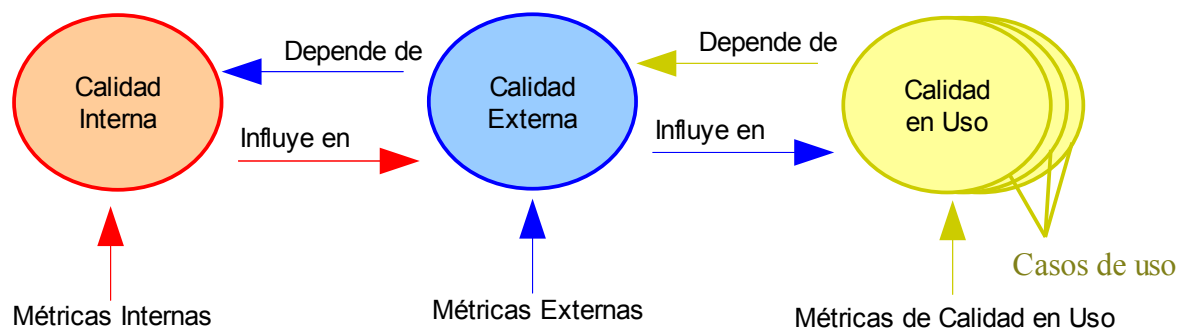 Depende de
Depende de
Calidad
Interna
Calidad
Externa
Calidad
en Uso
Influye en
Influye en
Casos de uso
Métricas Internas
Métricas Externas
Métricas de Calidad en Uso